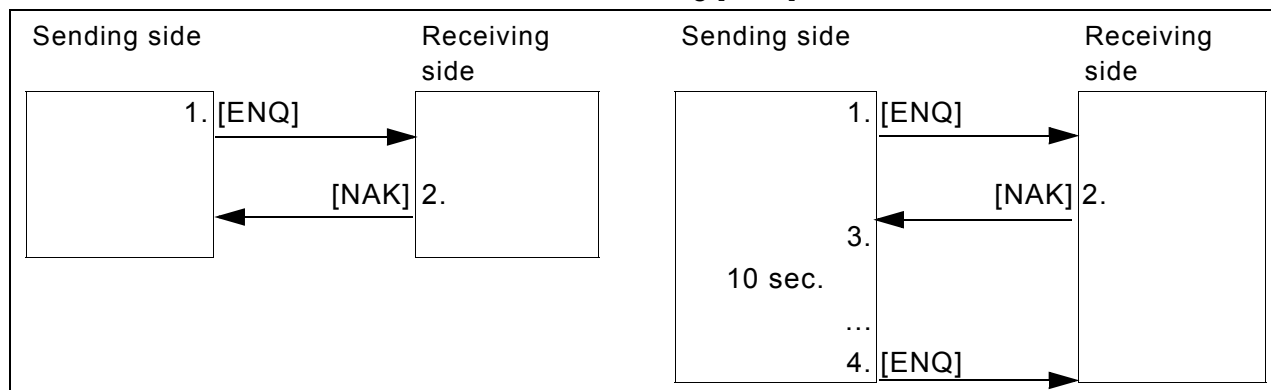 Sending side
Receiving
side
1. [ENQ]
[NAK] 2.
Sending side
Receiving
side
1. [ENQ]
[NAK] 2.
3.
10 sec.
...
4. [ENQ]